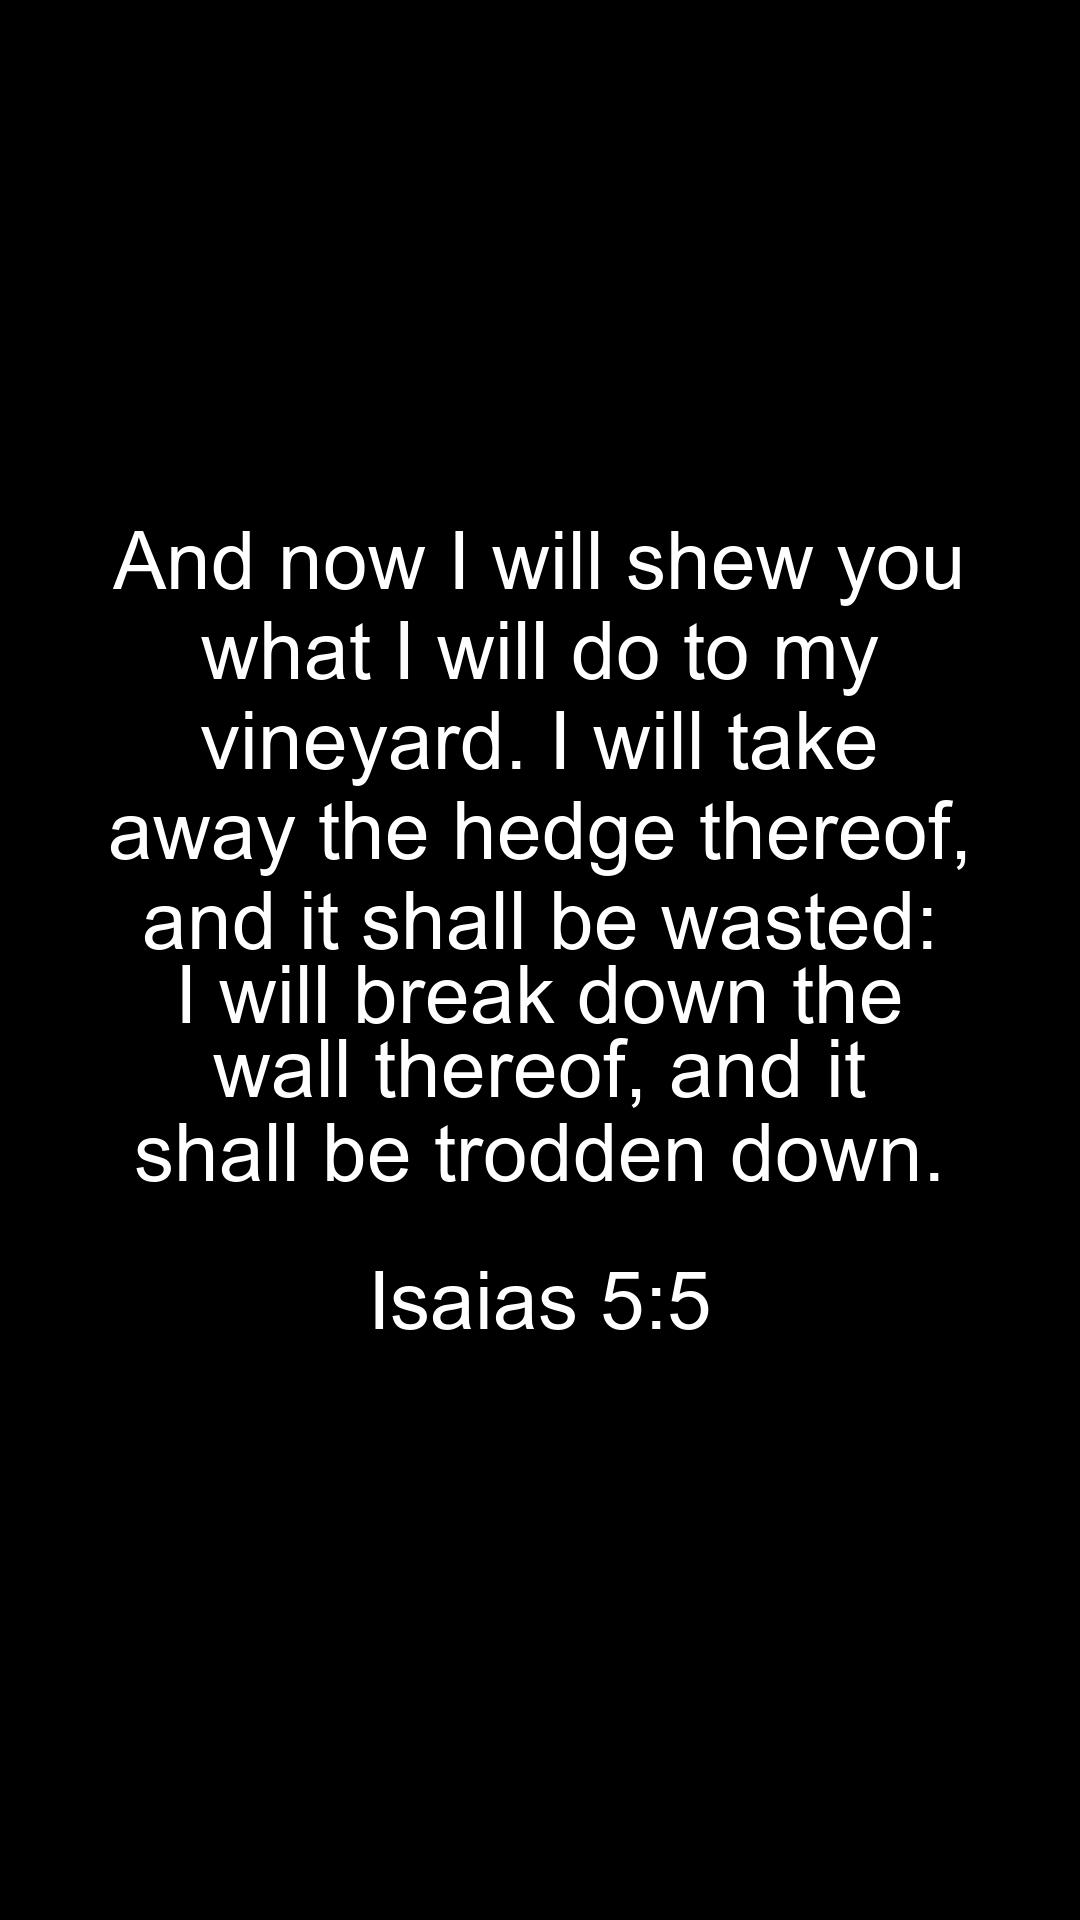 And now I will shew you
what I will do to my
vineyard. I will take
away the hedge thereof,
and it shall be wasted:
I will break down the
wall thereof, and it
shall be trodden down.
Isaias 5:5